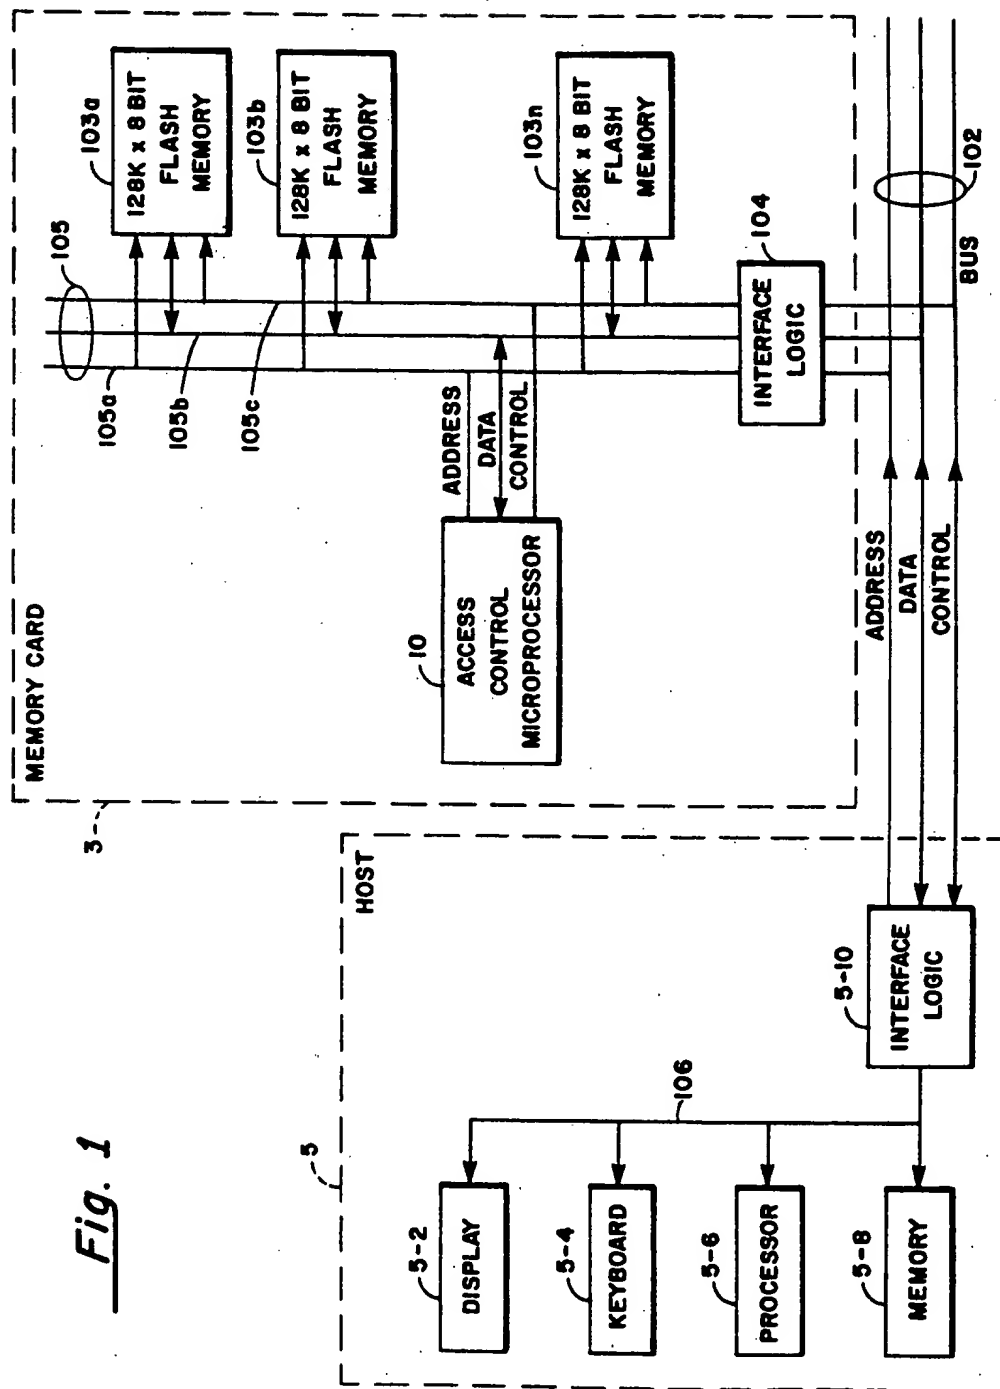 Fig. 1
3
MEMORY CARD
105
105a
105b
105c
103a
128K x 8 BIT
FLASH
MEMORY
103b
128K x 8 BIT
FLASH
MEMORY
103n
128K x 8 BIT
FLASH
MEMORY
10
ACCESS
CONTROL
MICROPROCESSOR
ADDRESS
DATA
CONTROL
104
INTERFACE
LOGIC
5
HOST
5-2
DISPLAY
5-4
KEYBOARD
5-6
PROCESSOR
5-8
MEMORY
106
5-10
INTERFACE
LOGIC
ADDRESS
DATA
CONTROL
BUS
102